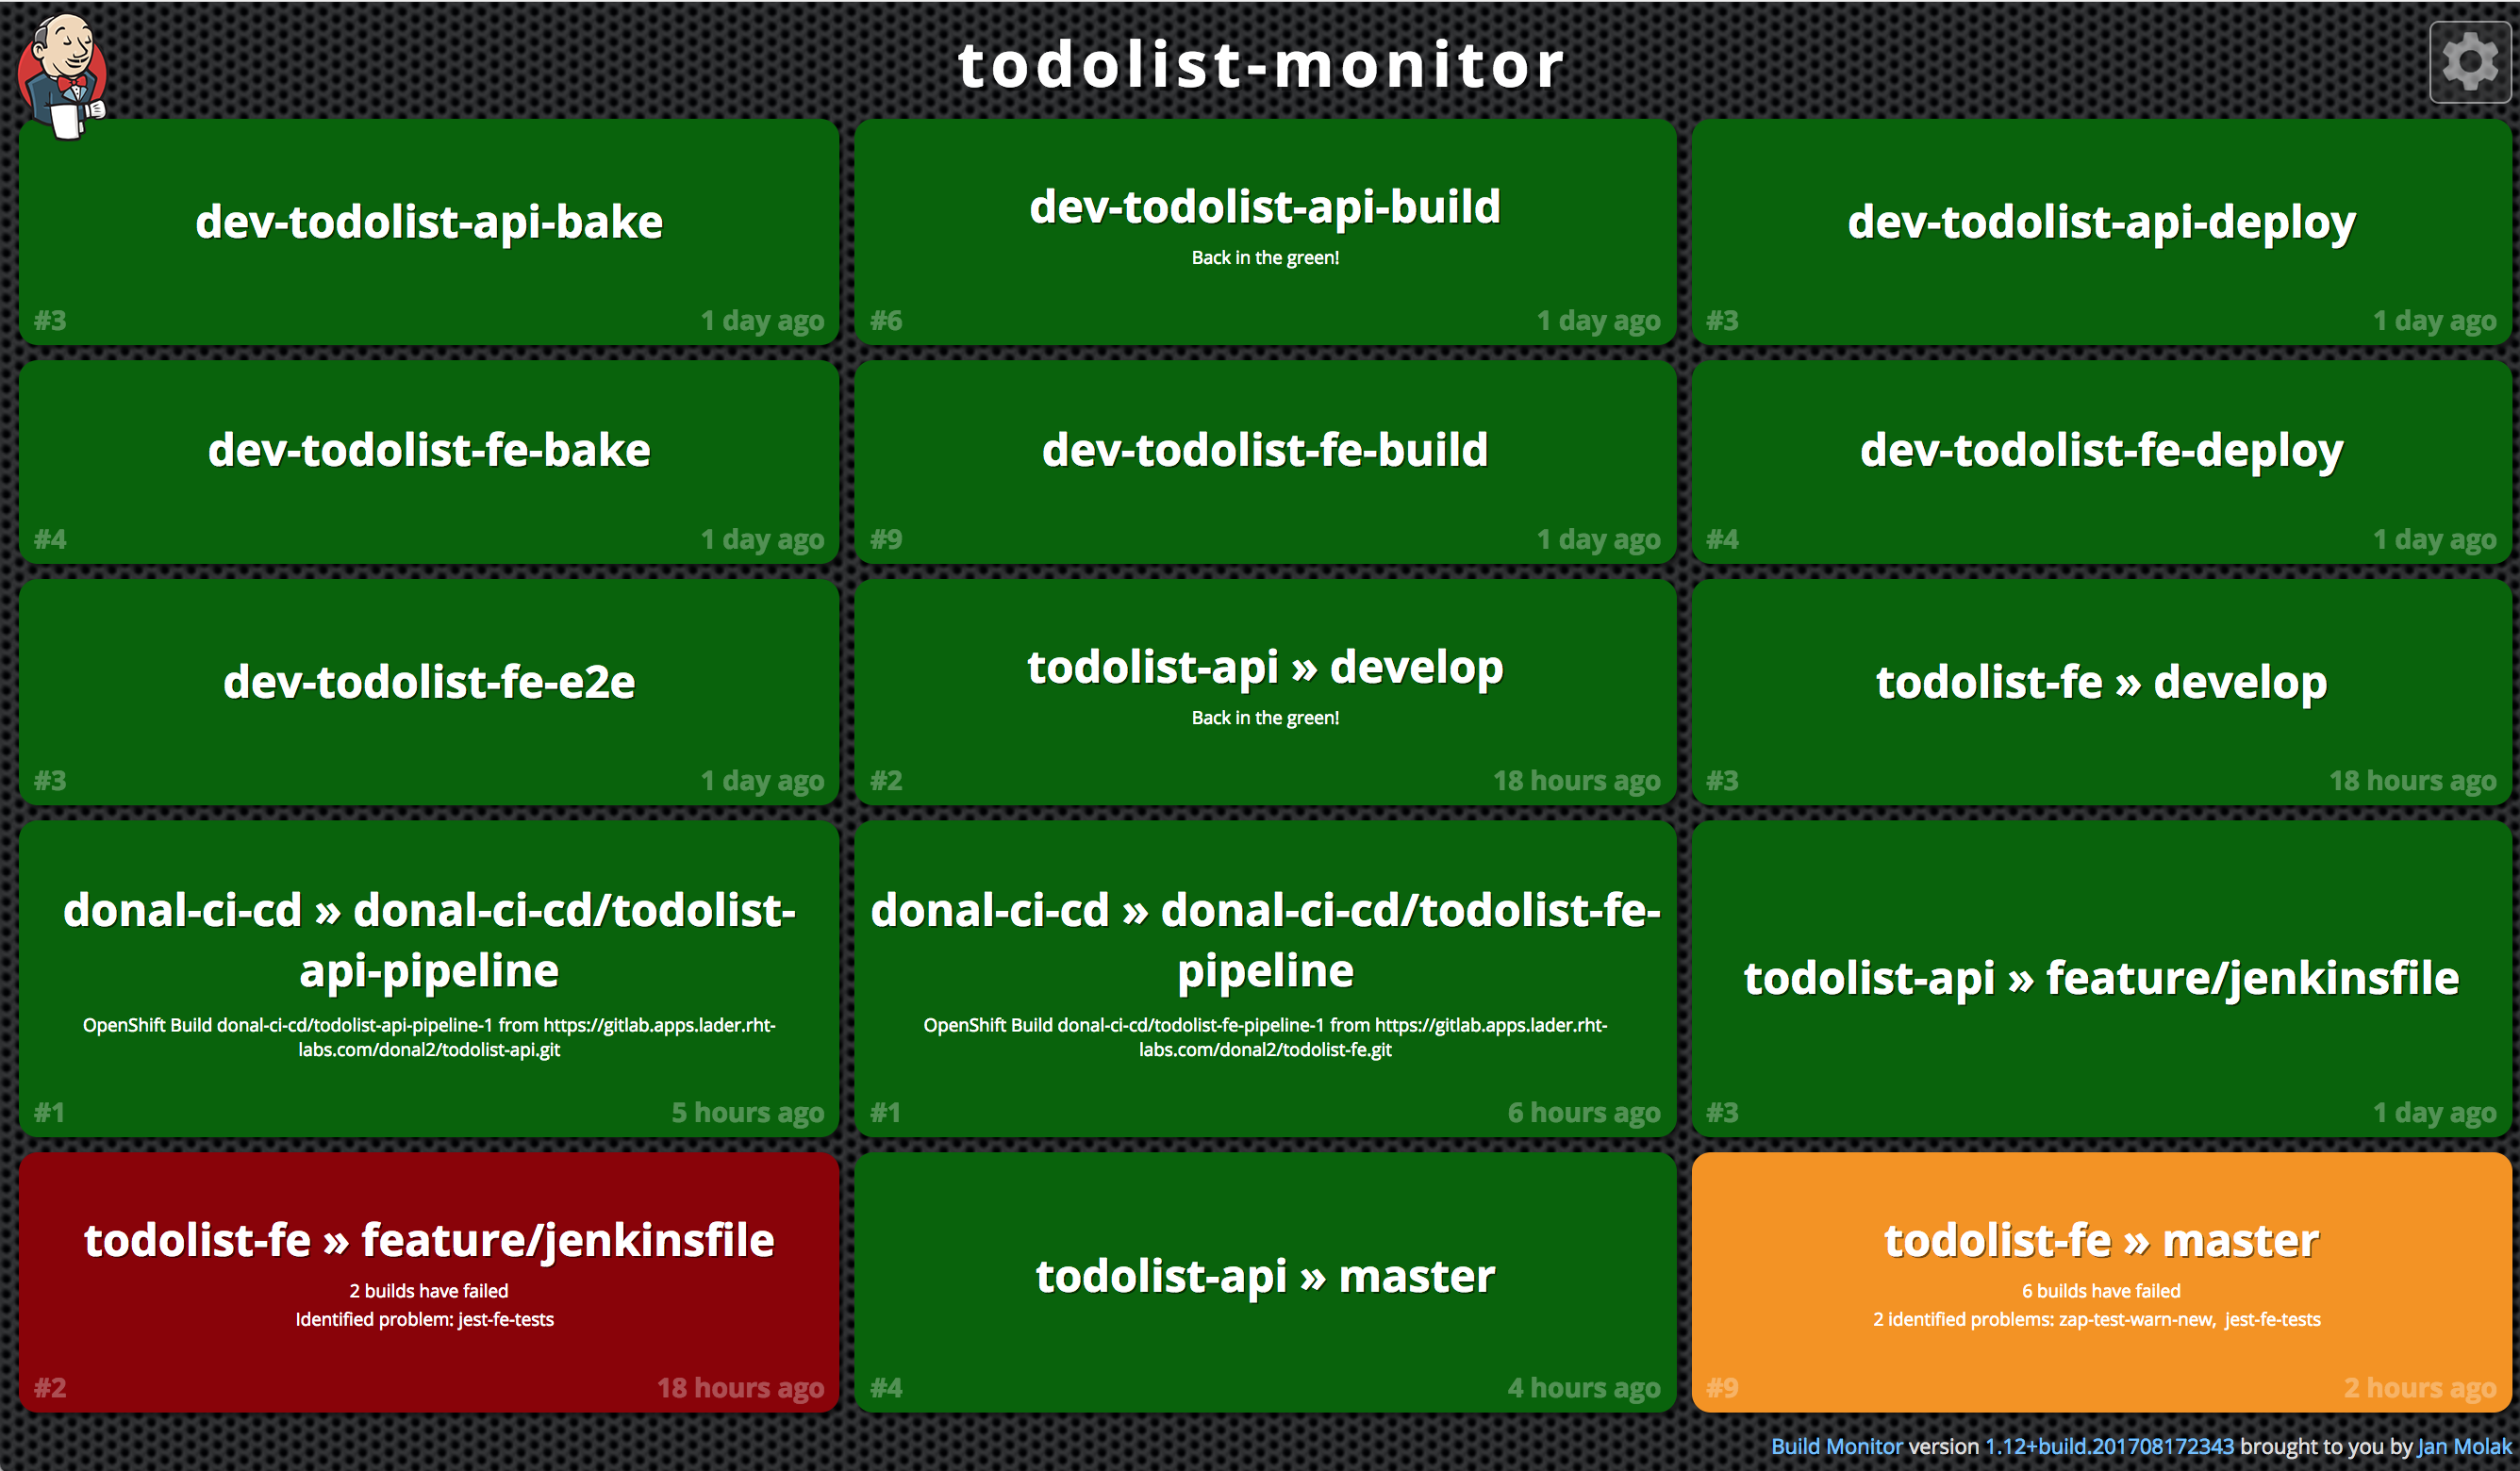 todolist-monitor
dev-todolist-api-bake
#3
1 day ago
dev-todolist-api-build
Back in the green!
#6
1 day ago
dev-todolist-api-deploy
#3
1 day ago
dev-todolist-fe-bake
#4
1 day ago
dev-todolist-fe-build
#9
1 day ago
dev-todolist-fe-deploy
#4
1 day ago
dev-todolist-fe-e2e
#3
1 day ago
todolist-api » develop
Back in the green!
#2
18 hours ago
todolist-fe » develop
#3
18 hours ago
donal-ci-cd » donal-ci-cd/todolist-
api-pipeline
OpenShift Build donal-ci-cd/todolist-api-pipeline-1 from https://gitlab.apps.lader.rht-
labs.com/donal2/todolist-api.git
#1
5 hours ago
donal-ci-cd » donal-ci-cd/todolist-fe-
pipeline
OpenShift Build donal-ci-cd/todolist-fe-pipeline-1 from https://gitlab.apps.lader.rht-
labs.com/donal2/todolist-fe.git
#1
6 hours ago
todolist-api » feature/jenkinsfile
#3
1 day ago
todolist-fe » feature/jenkinsfile
2 builds have failed
Identified problem: jest-fe-tests
#2
18 hours ago
todolist-api » master
#4
4 hours ago
todolist-fe » master
6 builds have failed
2 identified problems: zap-test-warn-new, jest-fe-tests
#9
2 hours ago
Build Monitor version 1.12+build.201708172343 brought to you by Jan Molak